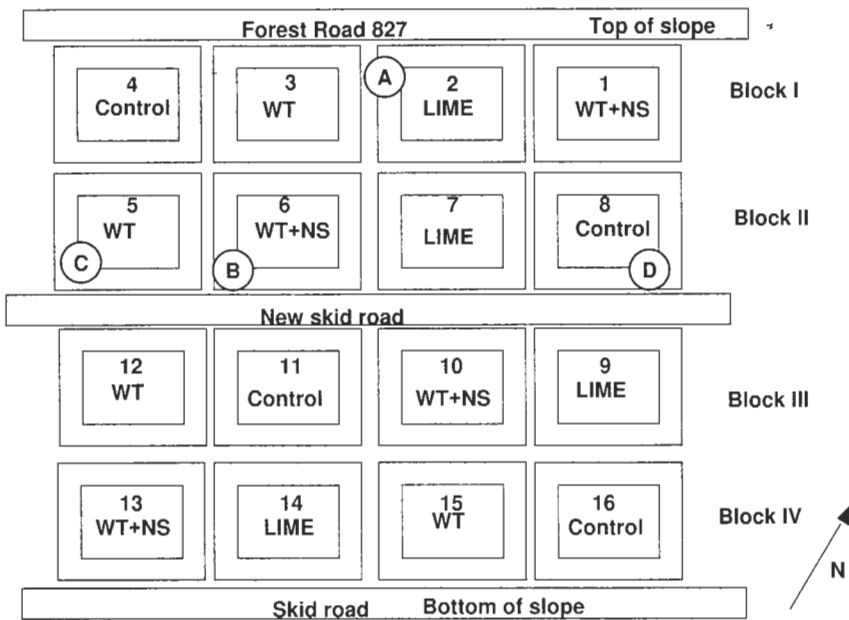 Forest Road 827 Top of slope
4 3 A 2 1 Block I
Control WT LIME WT+NS
5 6 7 8 Block II
WT WT+NS LIME Control
C B D
New skid road
12 11 10 9
WT Control WT+NS LIME Block III
13 14 15 16
WT+NS LIME WT Control Block IV
N
Skid road Bottom of slope